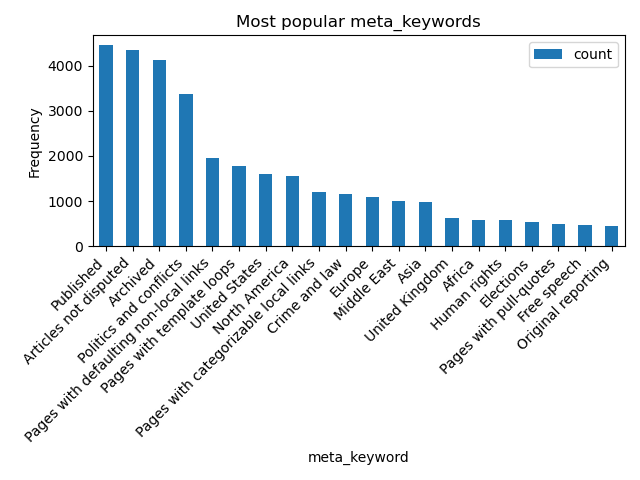 Most popular meta_keywords
count
Frequency
4000
3000
2000
1000
0
Published
Articles not disputed
Archived
Politics and conflicts
Pages with defaulting non-local links
Pages with template loops
United States
North America
Pages with categorizable local links
Crime and law
Europe
Middle East
Asia
United Kingdom
Africa
Human rights
Elections
Pages with pull-quotes
Free speech
Original reporting
meta_keyword